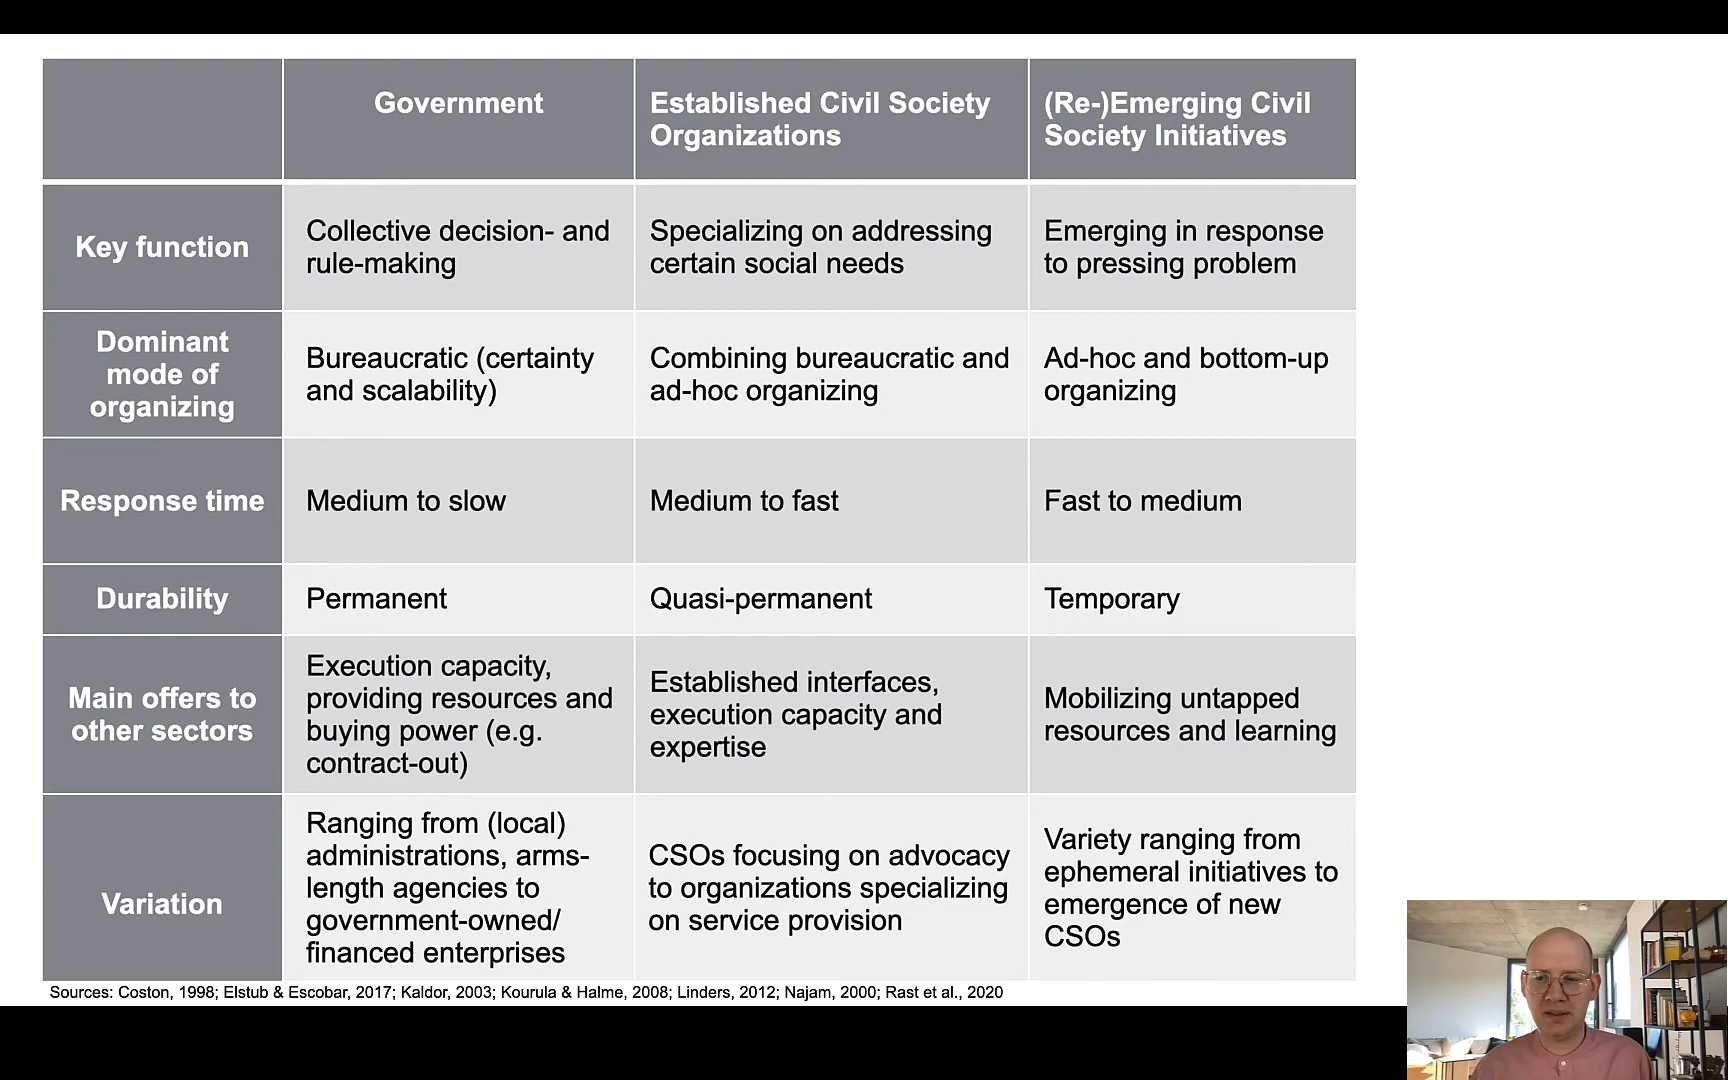 Government
Established Civil Society
Organizations
(Re-)Emerging Civil
Society Initiatives
Key function
Collective decision- and
rule-making
Specializing on addressing
certain social needs
Emerging in response
to pressing problem
Dominant
mode of
organizing
Bureaucratic (certainty
and scalability)
Combining bureaucratic and
ad-hoc organizing
Ad-hoc and bottom-up
organizing
Response time
Medium to slow
Medium to fast
Fast to medium
Durability
Permanent
Quasi-permanent
Temporary
Main offers to
other sectors
Execution capacity,
providing resources and
buying power (e.g.
contract-out)
Established interfaces,
execution capacity and
expertise
Mobilizing untapped
resources and learning
Variation
Ranging from (local)
administrations, arms-
length agencies to
government-owned/
financed enterprises
CSOs focusing on advocacy
to organizations specializing
on service provision
Variety ranging from
ephemeral initiatives to
emergence of new
CSOs
Sources: Coston, 1998; Elstub & Escobar, 2017; Kaldor, 2003; Kourula & Halme, 2008; Linders, 2012; Najam, 2000; Rast et al., 2020